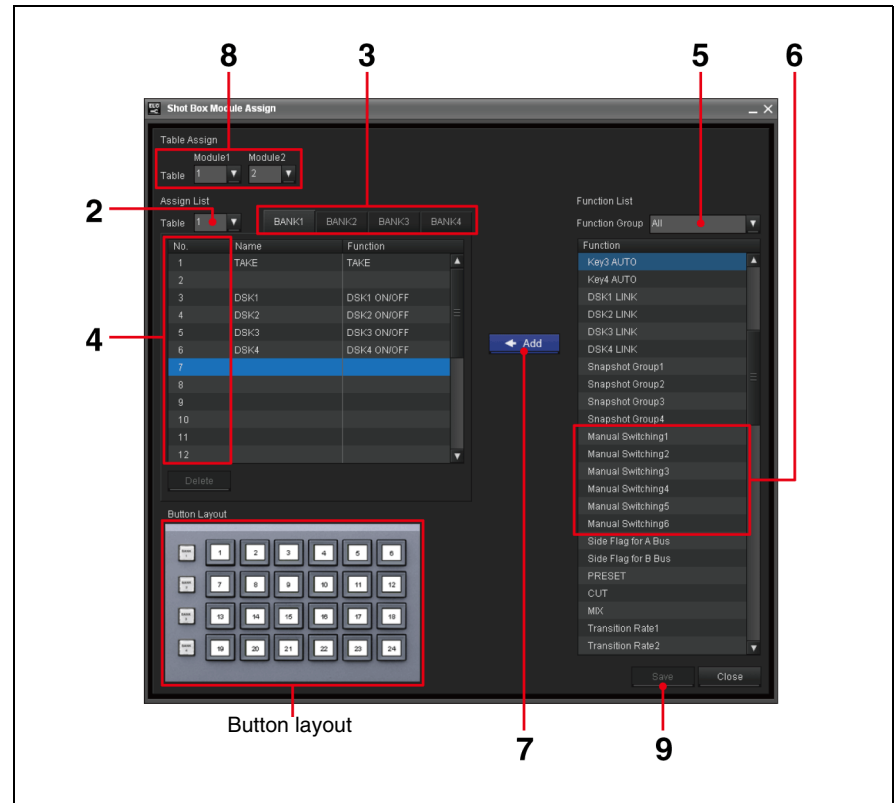 8 3 5 6
ELC -C Shot Box Module Assign
Table Assign
Module1 Module2
Table 1 2
2
Assign List
Table 1 BANK1 BANK2 BANK3 BANK4
Function List
Function Group All
No. Name Function
1 TAKE TAKE
2
3 DSK1 DSK1 ON/OFF
4 DSK2 DSK2 ON/OFF
5 DSK3 DSK3 ON/OFF
6 DSK4 DSK4 ON/OFF
7
8
9
10
11
12
4
Delete
Add
Function
Key3 AUTO
Key4 AUTO
DSK1 LINK
DSK2 LINK
DSK3 LINK
DSK4 LINK
Snapshot Group1
Snapshot Group2
Snapshot Group3
Snapshot Group4
Manual Switching1
Manual Switching2
Manual Switching3
Manual Switching4
Manual Switching5
Manual Switching6
Side Flag for A Bus
Side Flag for B Bus
PRESET
CUT
MIX
Transition Rate1
Transition Rate2
Button Layout
1 2 3 4 5 6
7 8 9 10 11 12
13 14 15 16 17 18
19 20 21 22 23 24
Save Close
Button layout
7 9